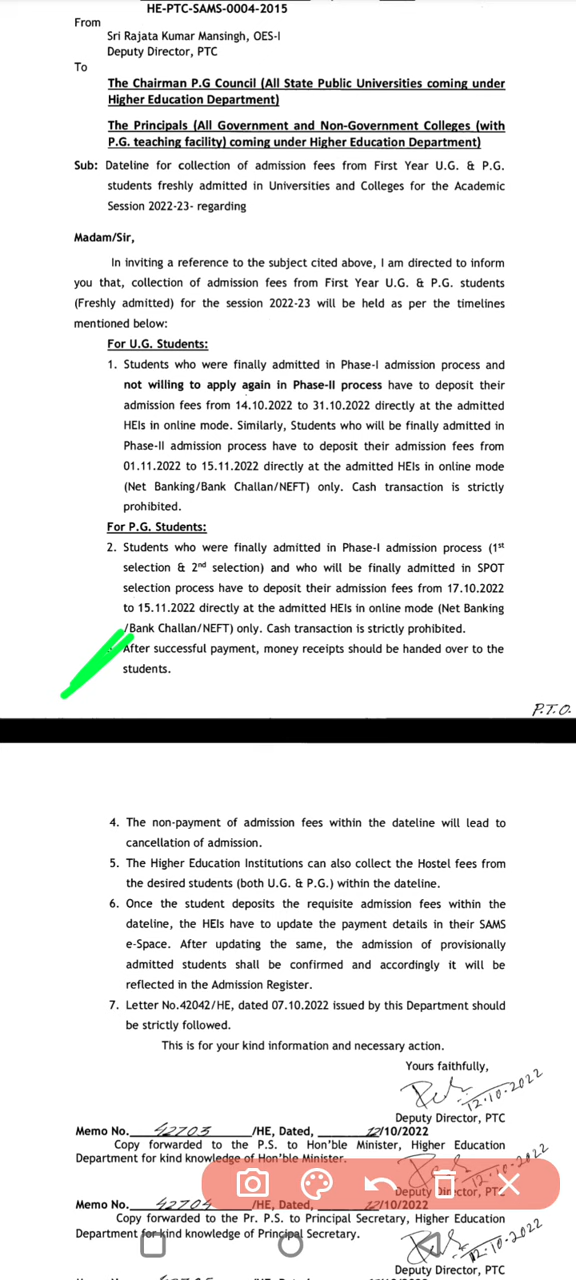 HE-PTC-SAMS-0004-2015
From
Sri Rajata Kumar Mansingh, OES-I
Deputy Director, PTC
To
The Chairman P.G Council (All State Public Universities coming under
Higher Education Department)
The Principals (All Government and Non-Government Colleges (with
P.G. teaching facility) coming under Higher Education Department)
Sub: Dateline for collection of admission fees from First Year U.G. & P.G.
students freshly admitted in Universities and Colleges for the Academic
Session 2022-23- regarding
Madam/Sir,
In inviting a reference to the subject cited above, I am directed to inform
you that, collection of admission fees from First Year U.G. & P.G. students
(Freshly admitted) for the session 2022-23 will be held as per the timelines
mentioned below:
For U.G. Students:
1. Students who were finally admitted in Phase-I admission process and
not willing to apply again in Phase-II process have to deposit their
admission fees from 14.10.2022 to 31.10.2022 directly at the admitted
HEIs in online mode. Similarly, Students who will be finally admitted in
Phase-II admission process have to deposit their admission fees from
01.11.2022 to 15.11.2022 directly at the admitted HEIs in online mode
(Net Banking/Bank Challan/NEFT) only. Cash transaction is strictly
prohibited.
For P.G. Students:
2. Students who were finally admitted in Phase-I admission process (1st
selection & 2nd selection) and who will be finally admitted in SPOT
selection process have to deposit their admission fees from 17.10.2022
to 15.11.2022 directly at the admitted HEIs in online mode (Net Banking
/Bank Challan/NEFT) only. Cash transaction is strictly prohibited.
After successful payment, money receipts should be handed over to the
students.
P.T.O.
4. The non-payment of admission fees within the dateline will lead to
cancellation of admission.
5. The Higher Education Institutions can also collect the Hostel fees from
the desired students (both U.G. & P.G.) within the dateline.
6. Once the student deposits the requisite admission fees within the
dateline, the HEIs have to update the payment details in their SAMS
e-Space. After updating the same, the admission of provisionally
admitted students shall be confirmed and accordingly it will be
reflected in the Admission Register.
7. Letter No.42042/HE, dated 07.10.2022 issued by this Department should
be strictly followed.
This is for your kind information and necessary action.
Yours faithfully,
12.10.2022
Deputy Director, PTC
Memo No. 42703 /HE, Dated, 12/10/2022
Copy forwarded to the P.S. to Hon'ble Minister, Higher Education
Department for kind knowledge of Hon'ble Minister.
12.10.2022
Deputy Director, PTC
Memo No. 42704 /HE, Dated, 12/10/2022
Copy forwarded to the Pr. P.S. to Principal Secretary, Higher Education
Department for kind knowledge of Principal Secretary.
12.10.2022
Deputy Director, PTC